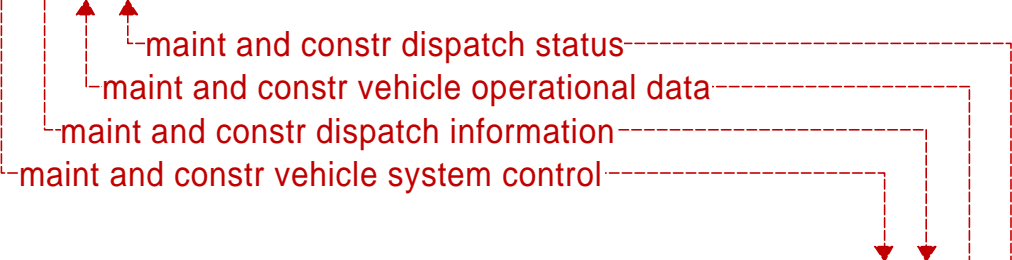 maint and constr dispatch status
maint and constr vehicle operational data
maint and constr dispatch information
maint and constr vehicle system control